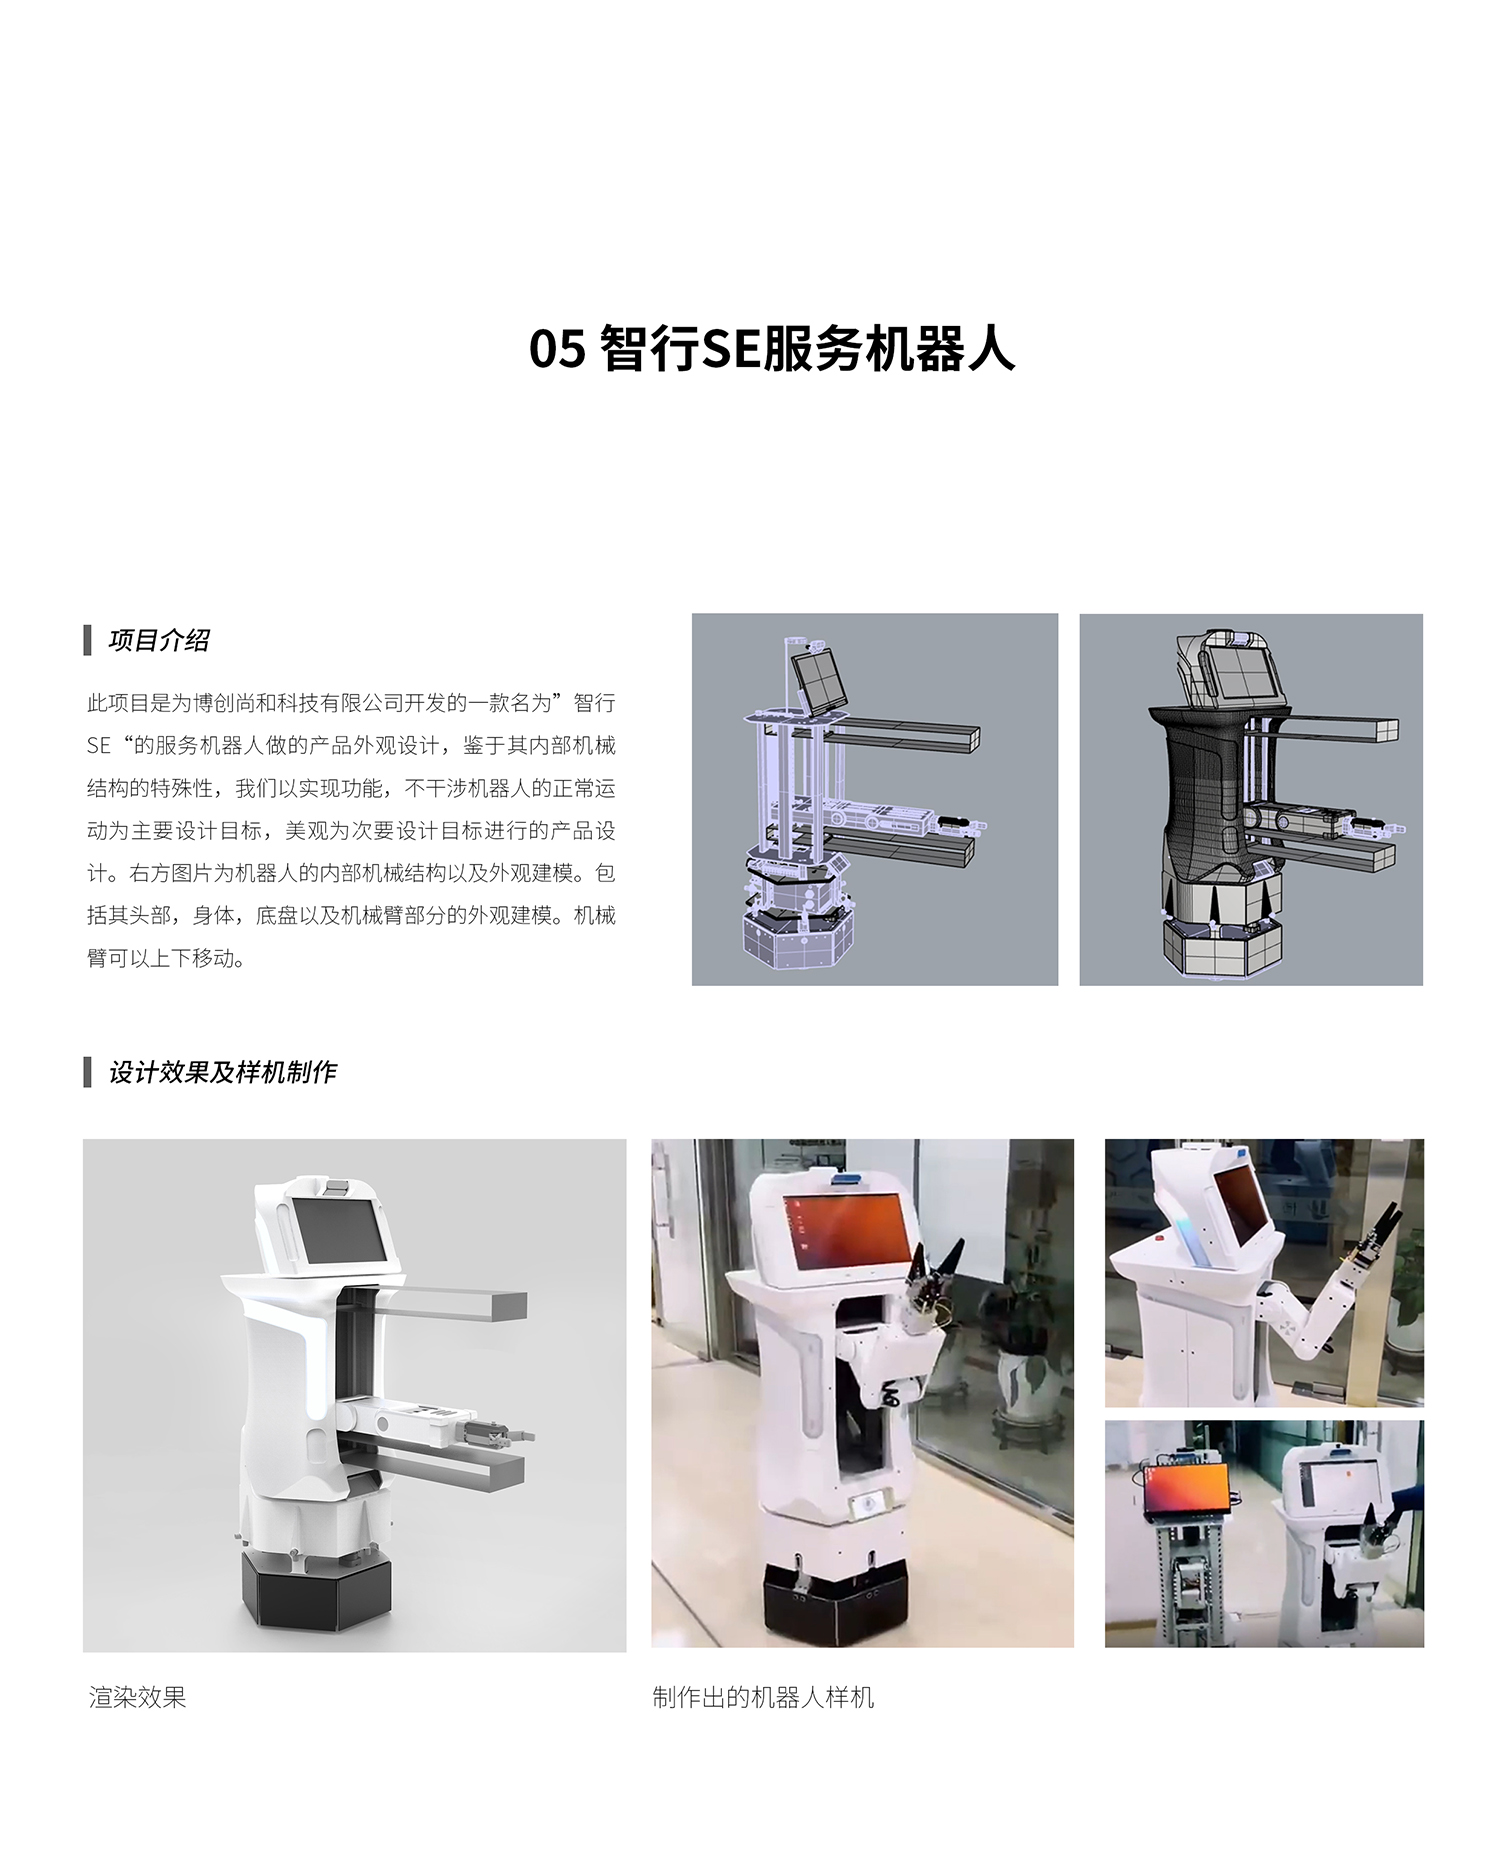 05 智行SE服务机器人
项目介绍
此项目是为博创尚和科技有限公司开发的一款名为”智行
SE“的服务机器人做的产品外观设计，鉴于其内部机械
结构的特殊性，我们以实现功能，不干涉机器人的正常运
动为主要设计目标，美观为次要设计目标进行的产品设
计。右方图片为机器人的内部机械结构以及外观建模。包
括其头部，身体，底盘以及机械臂部分的外观建模。机械
臂可以上下移动。
设计效果及样机制作
渲染效果
制作出的机器人样机